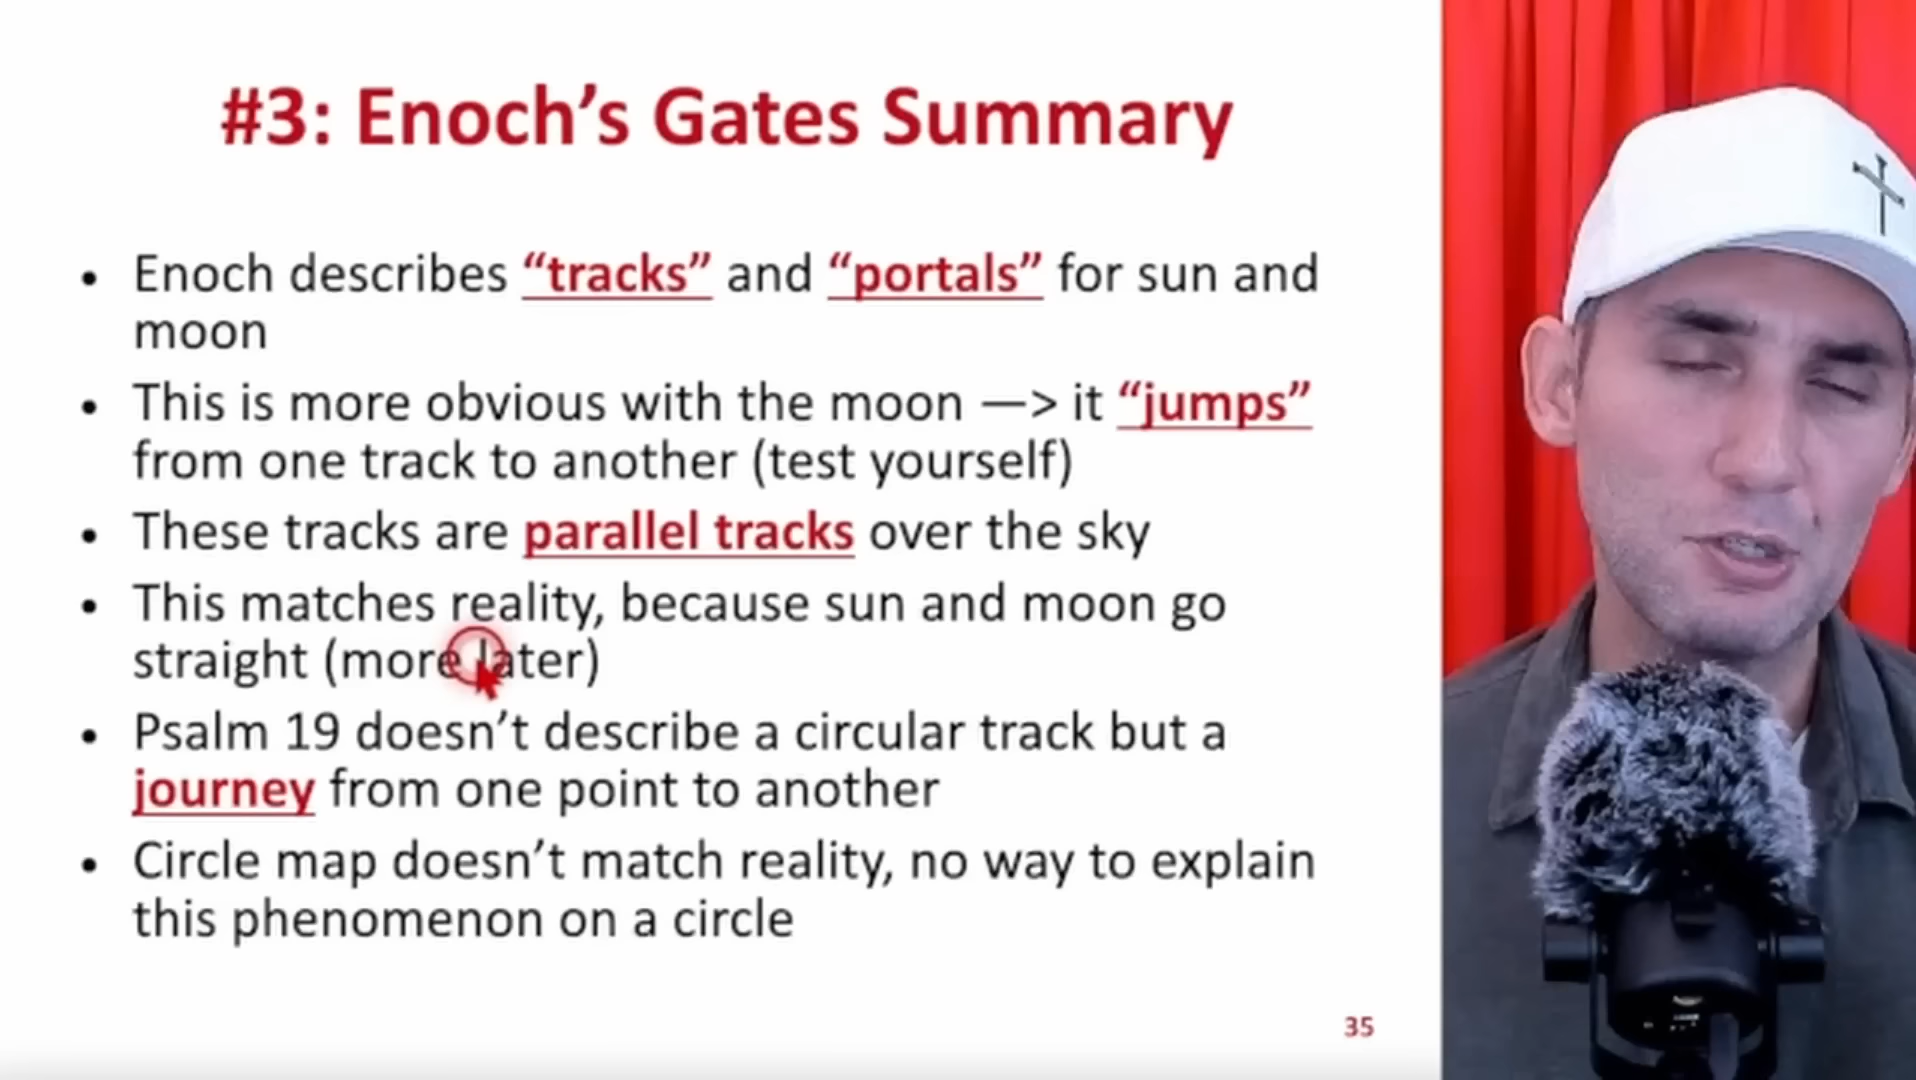 #3: Enoch’s Gates Summary
• Enoch describes “tracks” and “portals” for sun and
moon
• This is more obvious with the moon —> it “jumps”
from one track to another (test yourself)
• These tracks are parallel tracks over the sky
• This matches reality, because sun and moon go
straight (more later)
• Psalm 19 doesn’t describe a circular track but a
journey from one point to another
• Circle map doesn’t match reality, no way to explain
this phenomenon on a circle
35